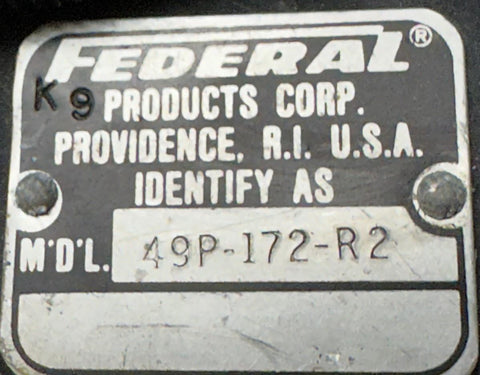 FEDERAL®
K9 PRODUCTS CORP.
PROVIDENCE, R.I. U.S.A.
IDENTIFY AS
M'D'L. 49P-172-R2